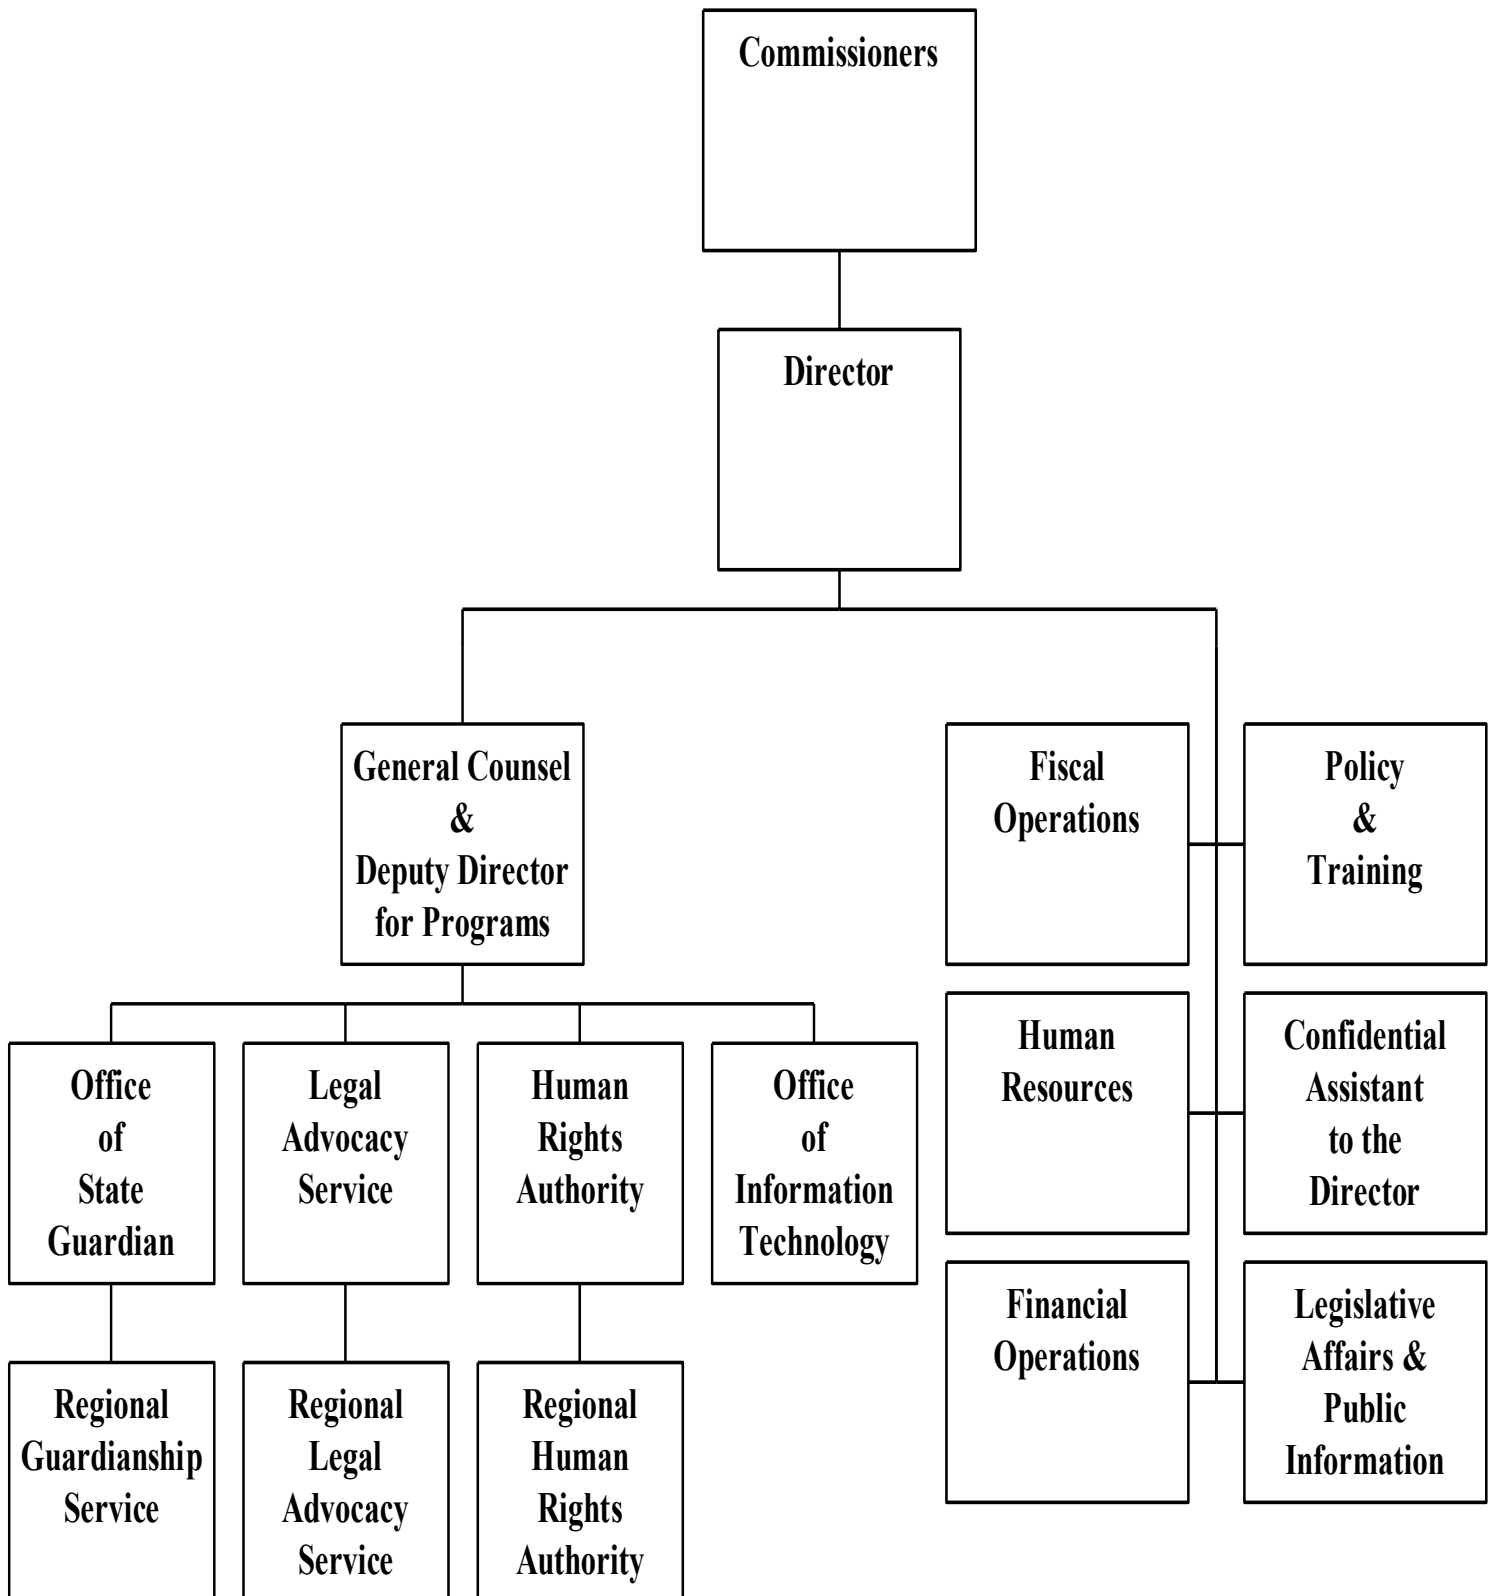 Commissioners
Director
General Counsel
&
Deputy Director
for Programs
Fiscal
Operations
Policy
&
Training
Human
Resources
Confidential
Assistant
to the
Director
Financial
Operations
Legislative
Affairs &
Public
Information
Office
of
State
Guardian
Legal
Advocacy
Service
Human
Rights
Authority
Office
of
Information
Technology
Regional
Guardianship
Service
Regional
Legal
Advocacy
Service
Regional
Human
Rights
Authority